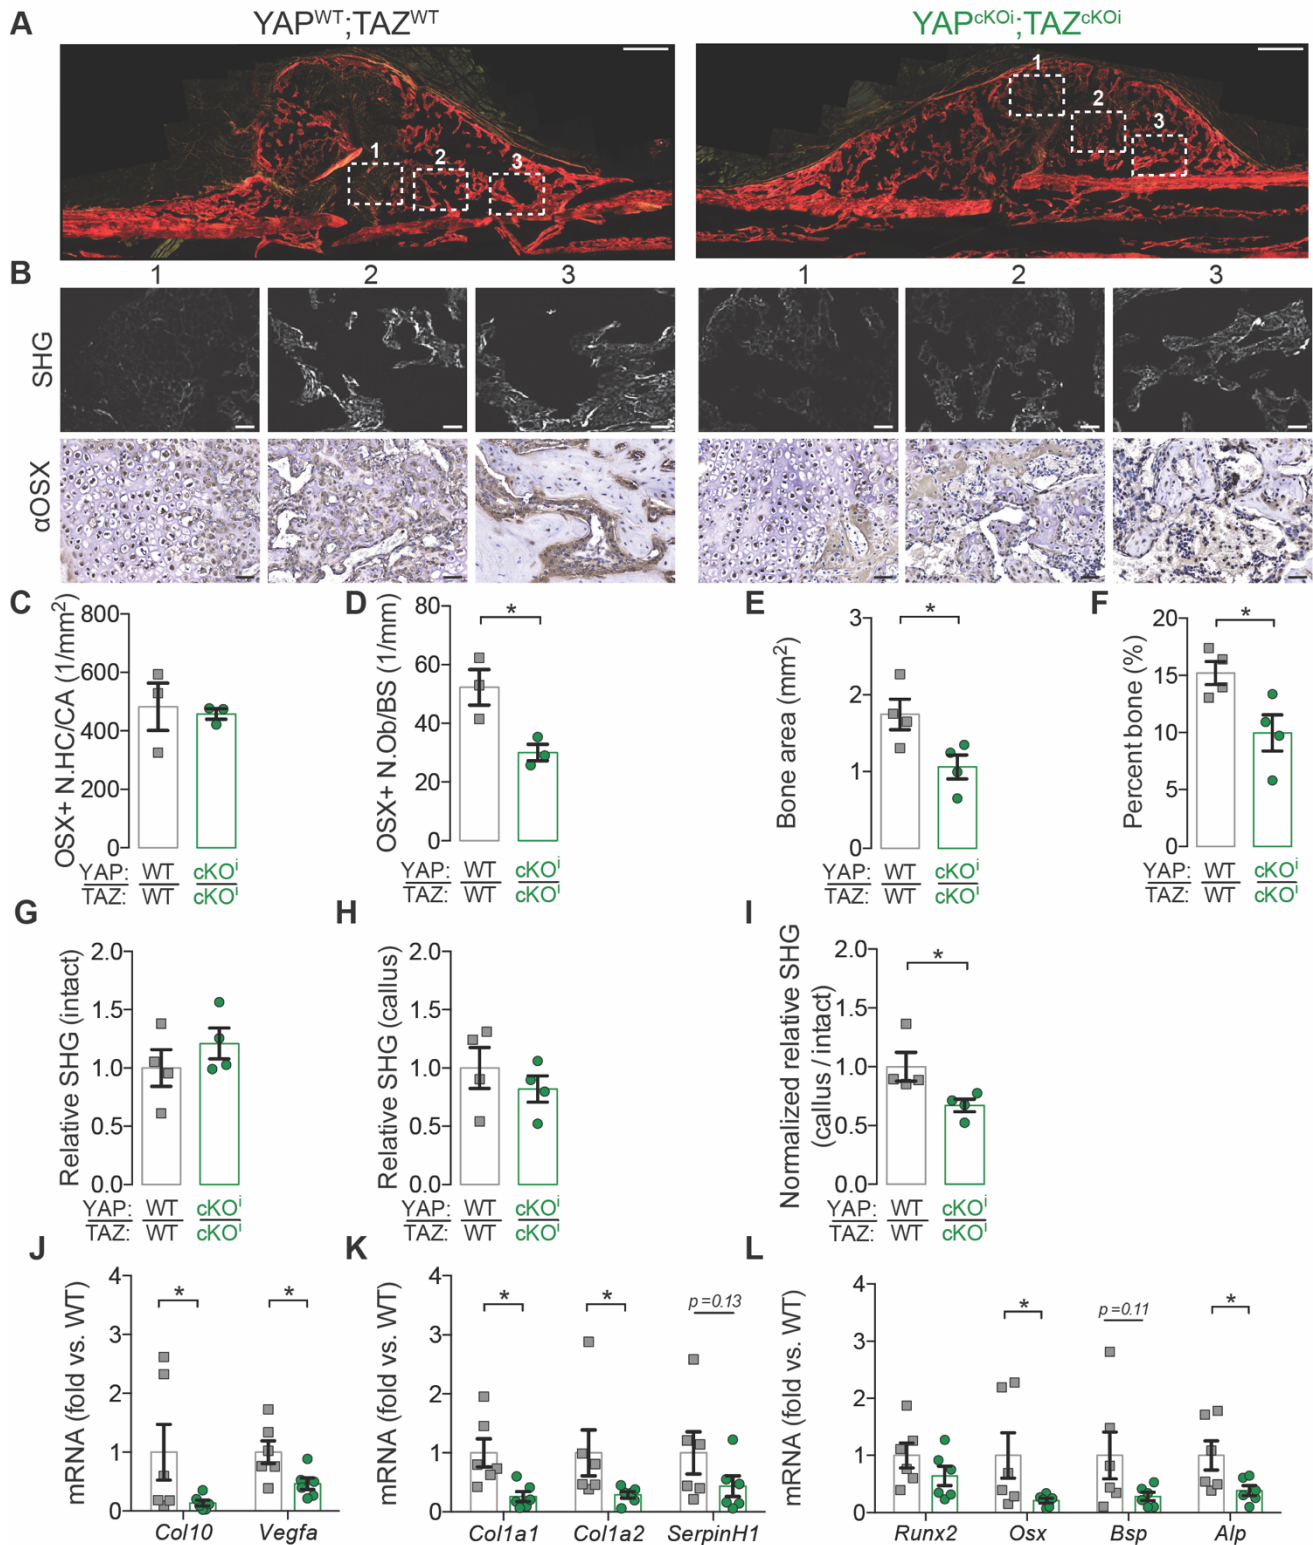 A
YAPWT;TAZWT
YAPcKOi;TAZcKOi
1
2
3
1
2
3
B
1
2
3
1
2
3
SHG
αOSX
C
OSX+ N.HC/CA (1/mm2)
800
600
400
200
0
YAP: WT cKOi
TAZ: WT cKOi
D
OSX+ N.Ob/BS (1/mm)
80
60
40
20
0
*
YAP: WT cKOi
TAZ: WT cKOi
E
Bone area (mm2)
3
2
1
0
*
YAP: WT cKOi
TAZ: WT cKOi
F
Percent bone (%)
20
15
10
5
0
*
YAP: WT cKOi
TAZ: WT cKOi
G
Relative SHG (intact)
2.0
1.5
1.0
0.5
0.0
YAP: WT cKOi
TAZ: WT cKOi
H
Relative SHG (callus)
2.0
1.5
1.0
0.5
0.0
YAP: WT cKOi
TAZ: WT cKOi
I
Normalized relative SHG
(callus / intact)
2.0
1.5
1.0
0.5
0.0
*
YAP: WT cKOi
TAZ: WT cKOi
J
mRNA (fold vs. WT)
4
3
2
1
0
* *
Col10 Vegfa
K
mRNA (fold vs. WT)
4
3
2
1
0
* * p=0.13
Col1a1 Col1a2 SerpinH1
L
mRNA (fold vs. WT)
4
3
2
1
0
* p=0.11 *
Runx2 Osx Bsp Alp